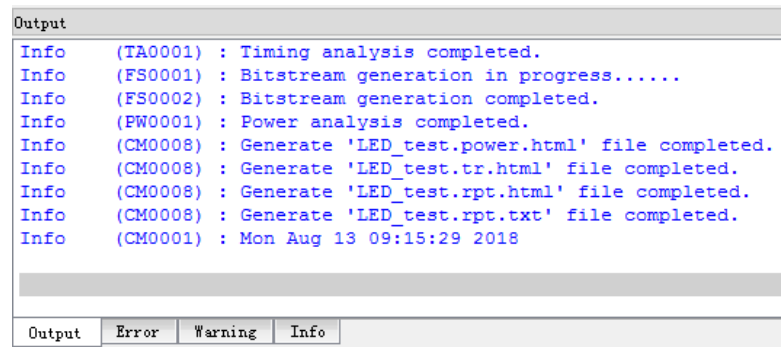 Output
Info (TA0001) : Timing analysis completed.
Info (FS0001) : Bitstream generation in progress......
Info (FS0002) : Bitstream generation completed.
Info (PW0001) : Power analysis completed.
Info (CM0008) : Generate 'LED_test.power.html' file completed.
Info (CM0008) : Generate 'LED_test.tr.html' file completed.
Info (CM0008) : Generate 'LED_test.rpt.html' file completed.
Info (CM0008) : Generate 'LED_test.rpt.txt' file completed.
Info (CM0001) : Mon Aug 13 09:15:29 2018
Output Error Warning Info